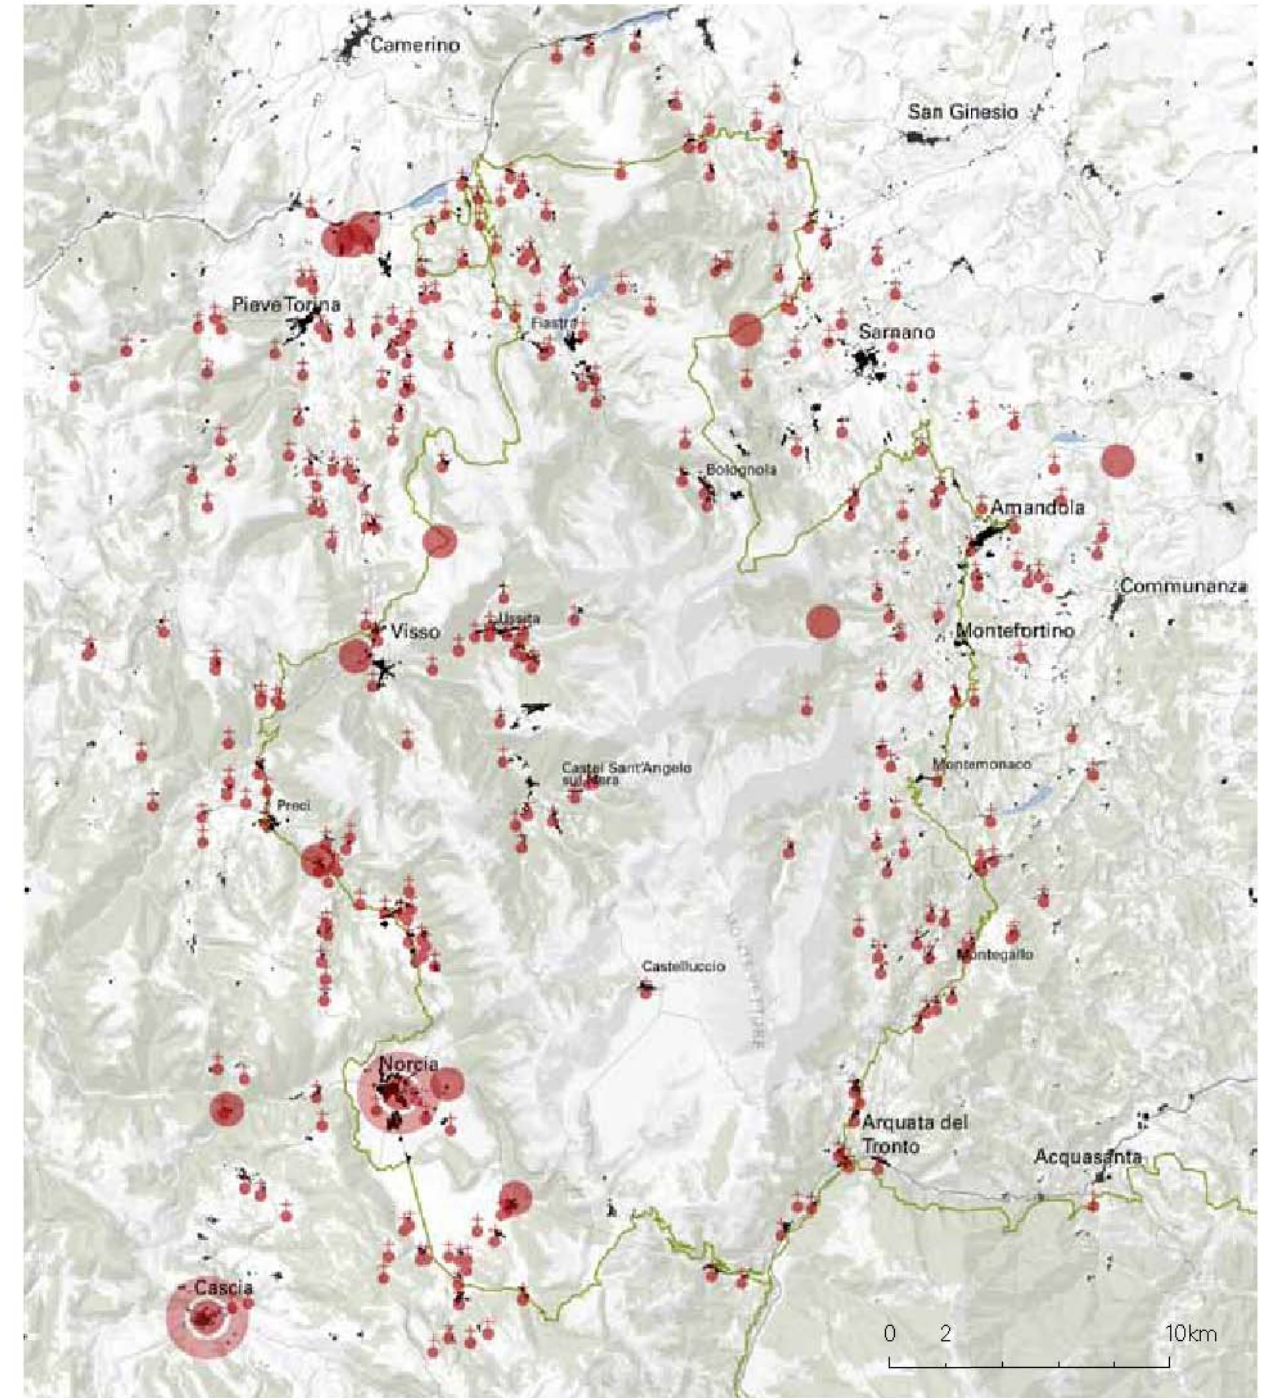 Camerino
San Ginesio
Pieve Torina
Fiastra
Sarnano
Bolognola
Amandola
Communanza
Ussita
Visso
Montefortino
Montemonaco
Castel Sant'Angelo
sul Nera
Preci
Montegallo
Castelluccio
Norcia
Arquata del
Tronto
Acquasanta
Cascia
0 2 10km